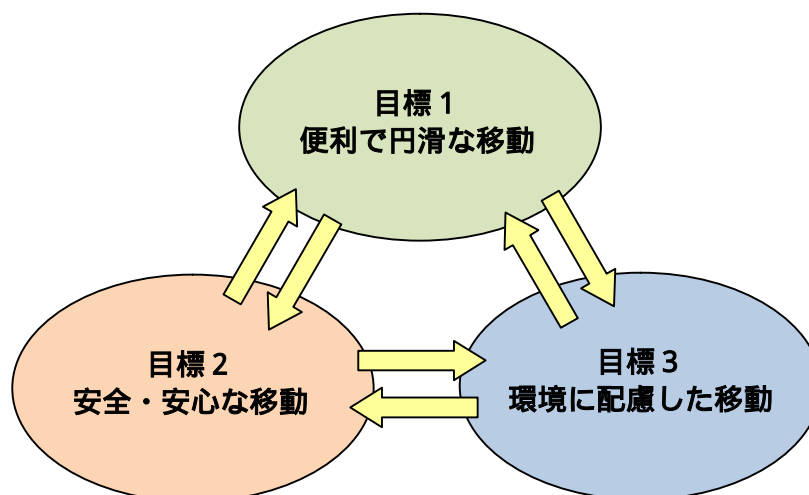 目標１
便利で円滑な移動
目標２
安全・安心な移動
目標３
環境に配慮した移動